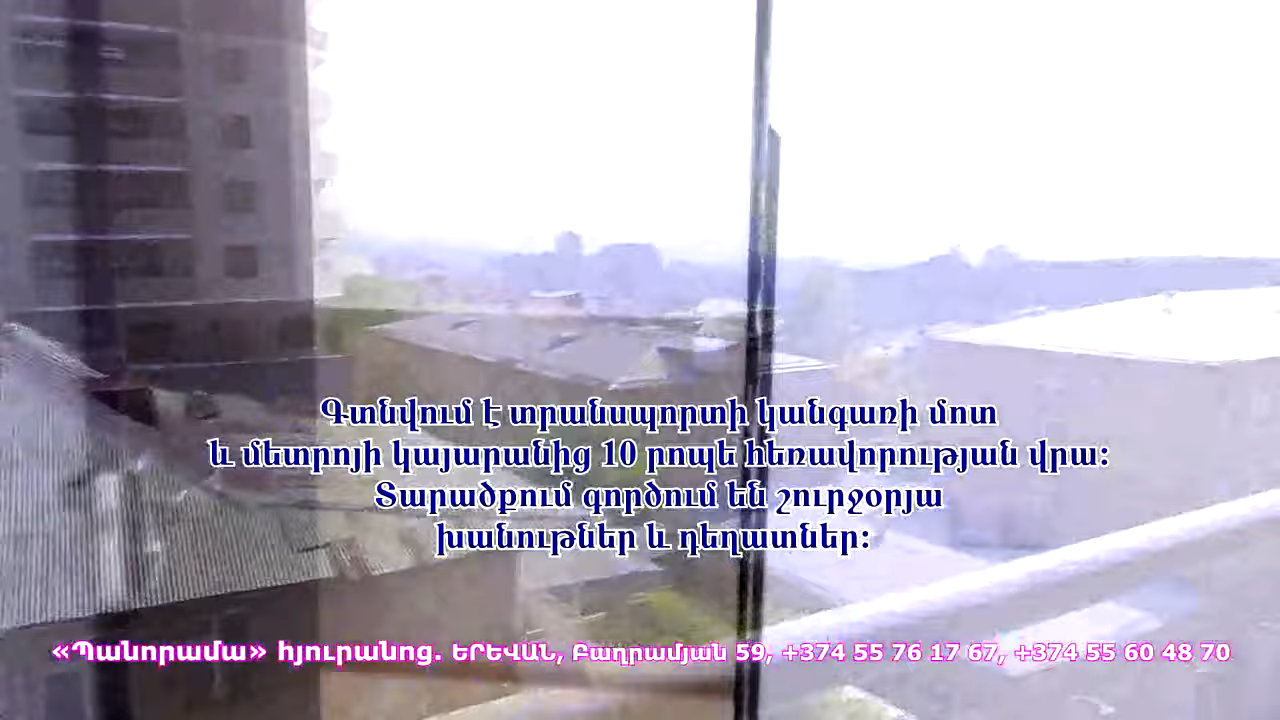 Գտնվում է տրանսպորտի կանգառի մոտ
և մետրոյի կայարանից 10 րոպե հեռավորության վրա:
Տարածքում գործում են շուրջօրյա
խանութներ և դեղատներ:
«Պանորամա» հյուրանոց. ԵՐԵՎԱՆ, Բաղրամյան 59, +374 55 76 17 67, +374 55 60 48 70